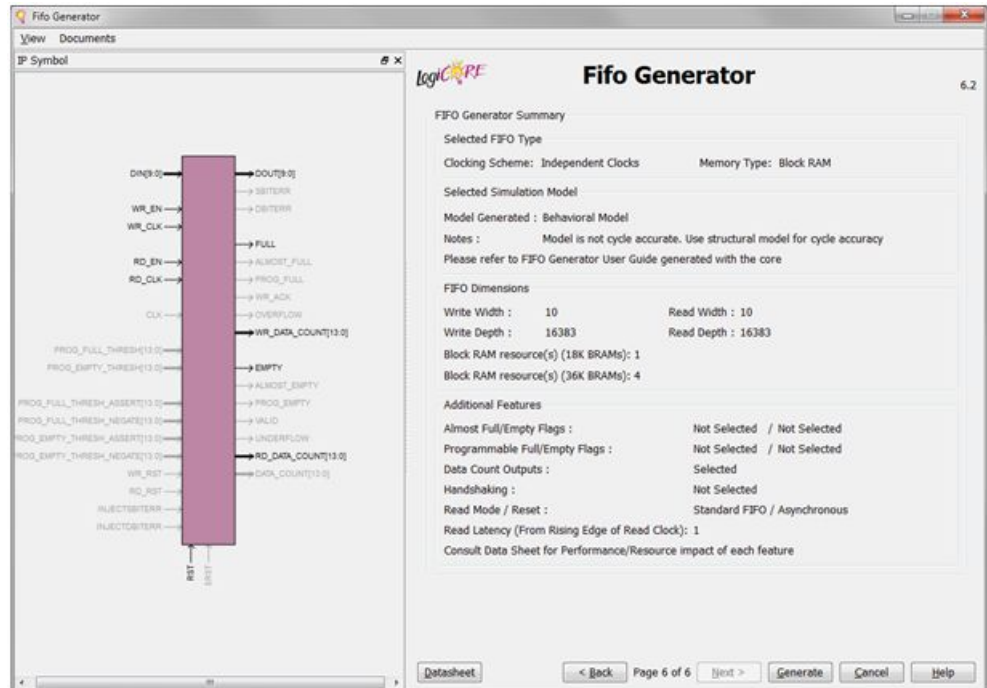 Fifo Generator
View Documents
IP Symbol
DIN[9:0]
WR_EN
WR_CLK
RD_EN
RD_CLK
CLK
PROG_FULL_THRESH[13:0]
PROG_EMPTY_THRESH[13:0]
PROG_FULL_THRESH_ASSERT[13:0]
PROG_FULL_THRESH_NEGATE[13:0]
ROG_EMPTY_THRESH_ASSERT[13:0]
ROG_EMPTY_THRESH_NEGATE[13:0]
WR_RST
RD_RST
INJECTSBITERR
INJECTDBITERR
DOUT[9:0]
SBITERR
DBITERR
FULL
ALMOST_FULL
PROG_FULL
WR_ACK
OVERFLOW
WR_DATA_COUNT[13:0]
EMPTY
ALMOST_EMPTY
PROG_EMPTY
VALID
UNDERFLOW
RD_DATA_COUNT[13:0]
DATA_COUNT[13:0]
RST
SRST
LogiCORE
Fifo Generator
6.2
FIFO Generator Summary
Selected FIFO Type
Clocking Scheme: Independent Clocks Memory Type: Block RAM
Selected Simulation Model
Model Generated : Behavioral Model
Notes : Model is not cycle accurate. Use structural model for cycle accuracy
Please refer to FIFO Generator User Guide generated with the core
FIFO Dimensions
Write Width : 10 Read Width : 10
Write Depth : 16383 Read Depth : 16383
Block RAM resource(s) (18K BRAMs): 1
Block RAM resource(s) (36K BRAMs): 4
Additional Features
Almost Full/Empty Flags : Not Selected / Not Selected
Programmable Full/Empty Flags : Not Selected / Not Selected
Data Count Outputs : Selected
Handshaking : Not Selected
Read Mode / Reset : Standard FIFO / Asynchronous
Read Latency (From Rising Edge of Read Clock): 1
Consult Data Sheet for Performance/Resource impact of each feature
Datasheet < Back Page 6 of 6 Next > Generate Cancel Help